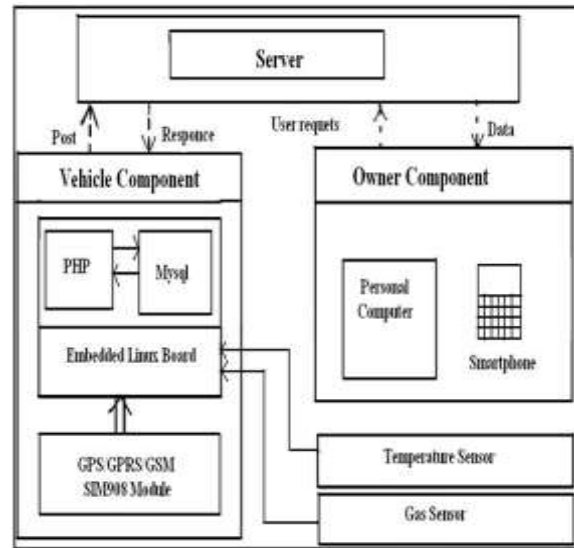 Server
Post
Responce
User requets
Data
Vehicle Component
Owner Component
PHP
Mysql
Personal
Computer
Smartphone
Embedded Linux Board
GPS/GPRS/GSM
SIM908 Module
Temperature Sensor
Gas Sensor